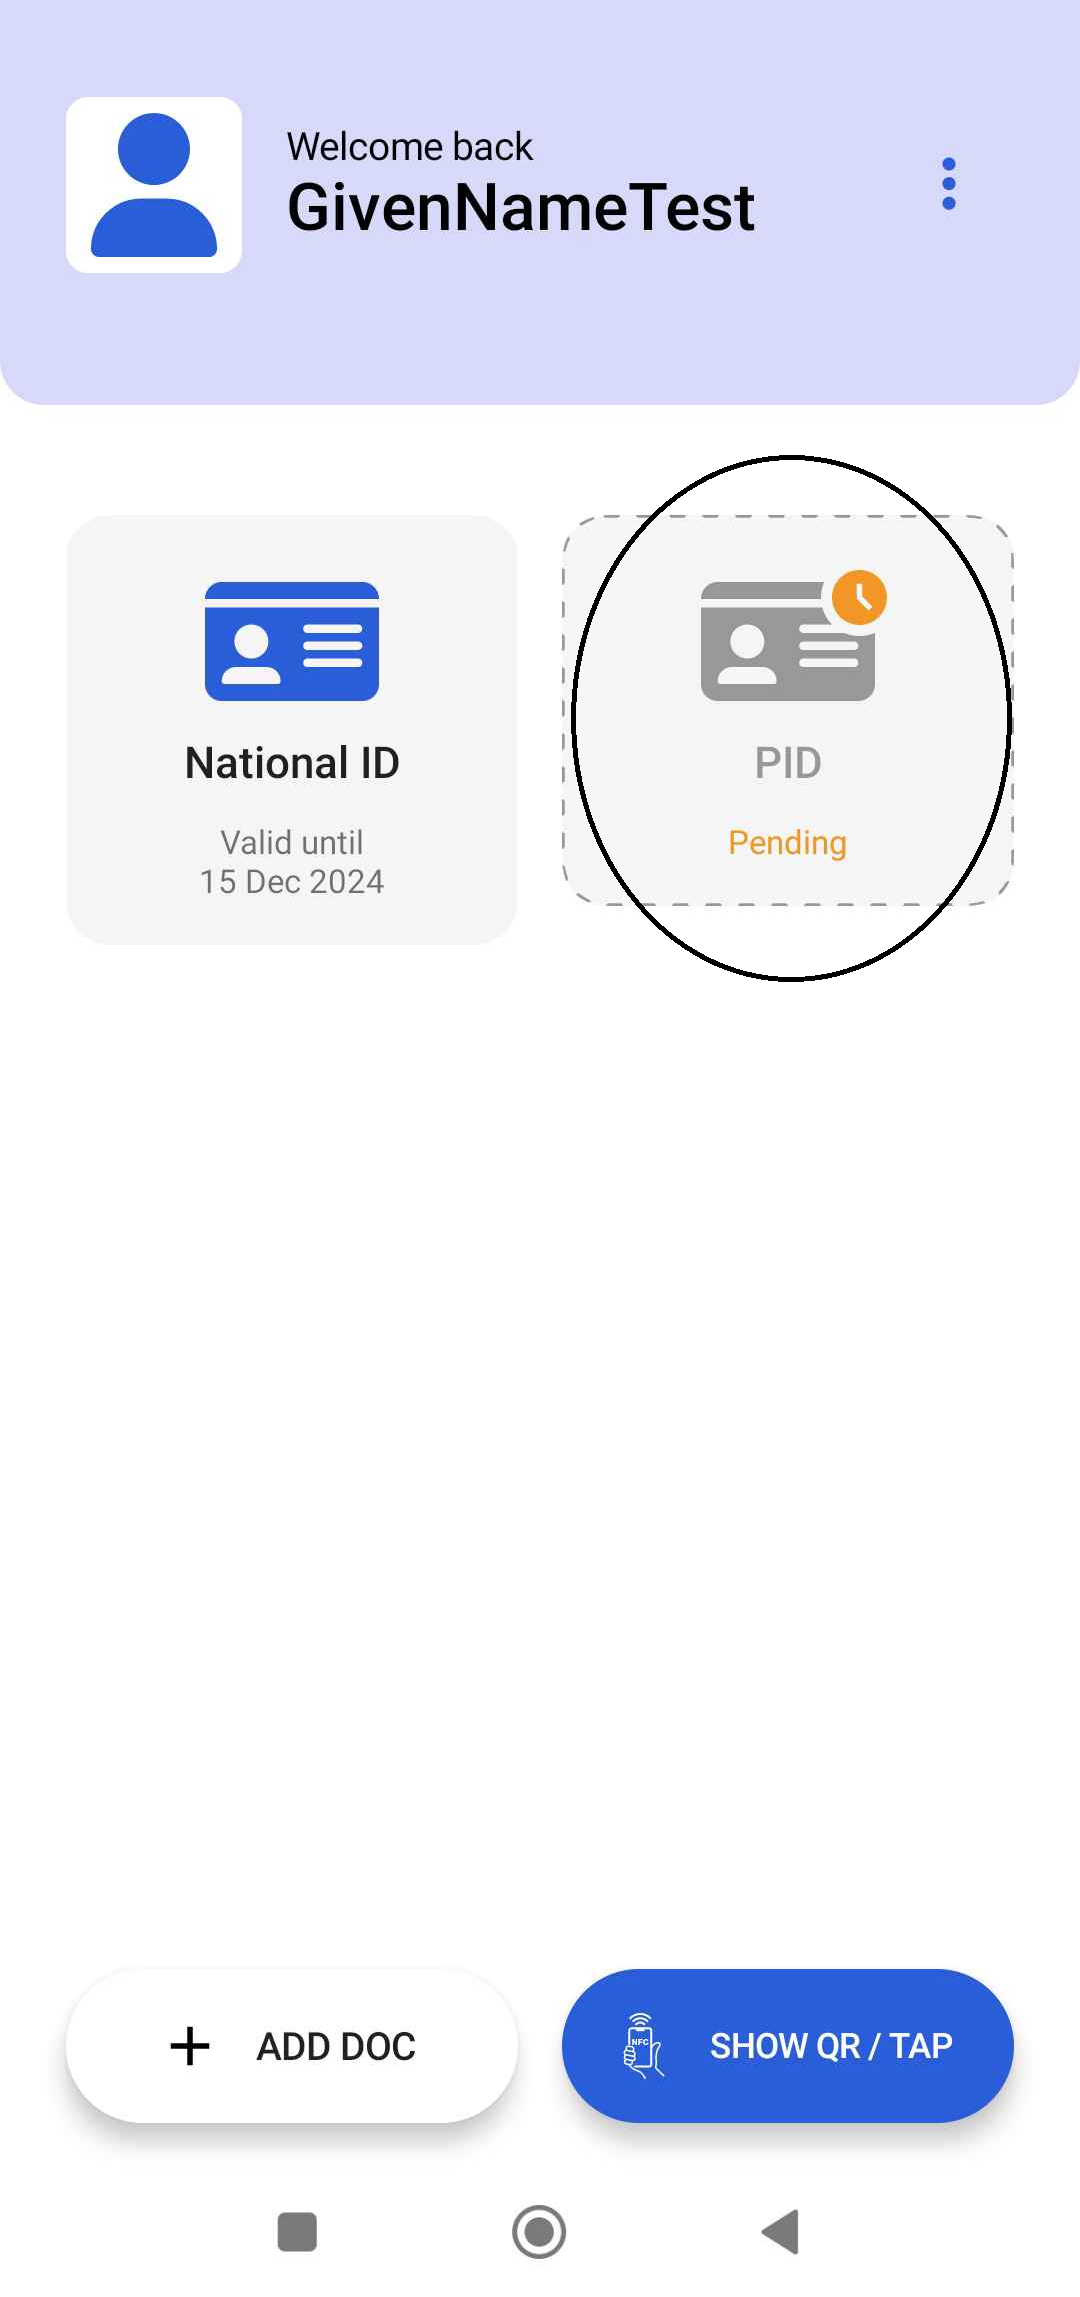 Welcome back
GivenNameTest
National ID
Valid until
15 Dec 2024
PID
Pending
ADD DOC
NFC
SHOW QR / TAP